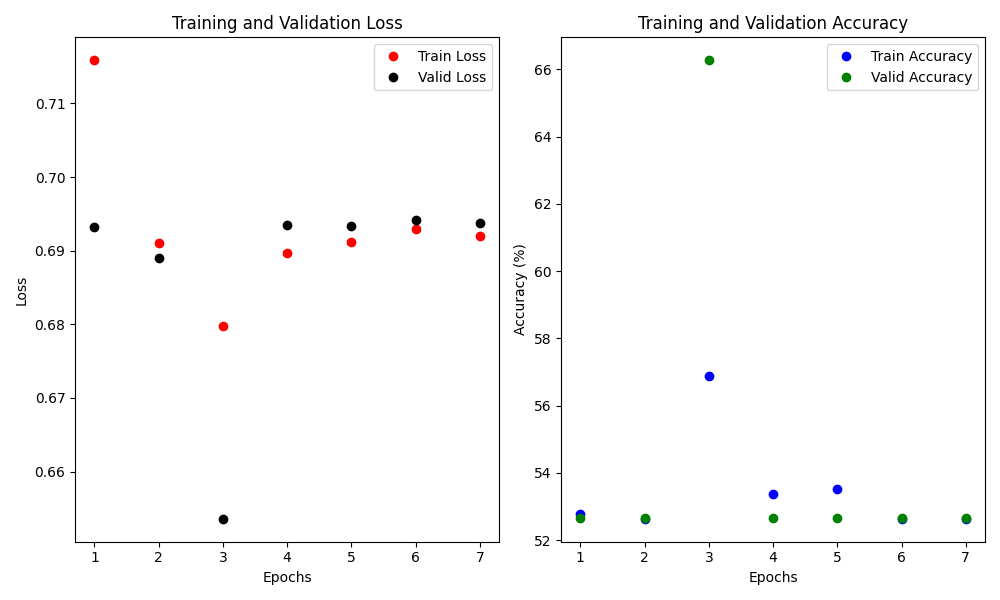 Training and Validation Loss
Train Loss
Valid Loss
0.71
0.70
0.69
0.68
0.67
0.66
Loss
1 2 3 4 5 6 7
Epochs
Training and Validation Accuracy
Train Accuracy
Valid Accuracy
66
64
62
60
58
56
54
52
Accuracy (%)
1 2 3 4 5 6 7
Epochs